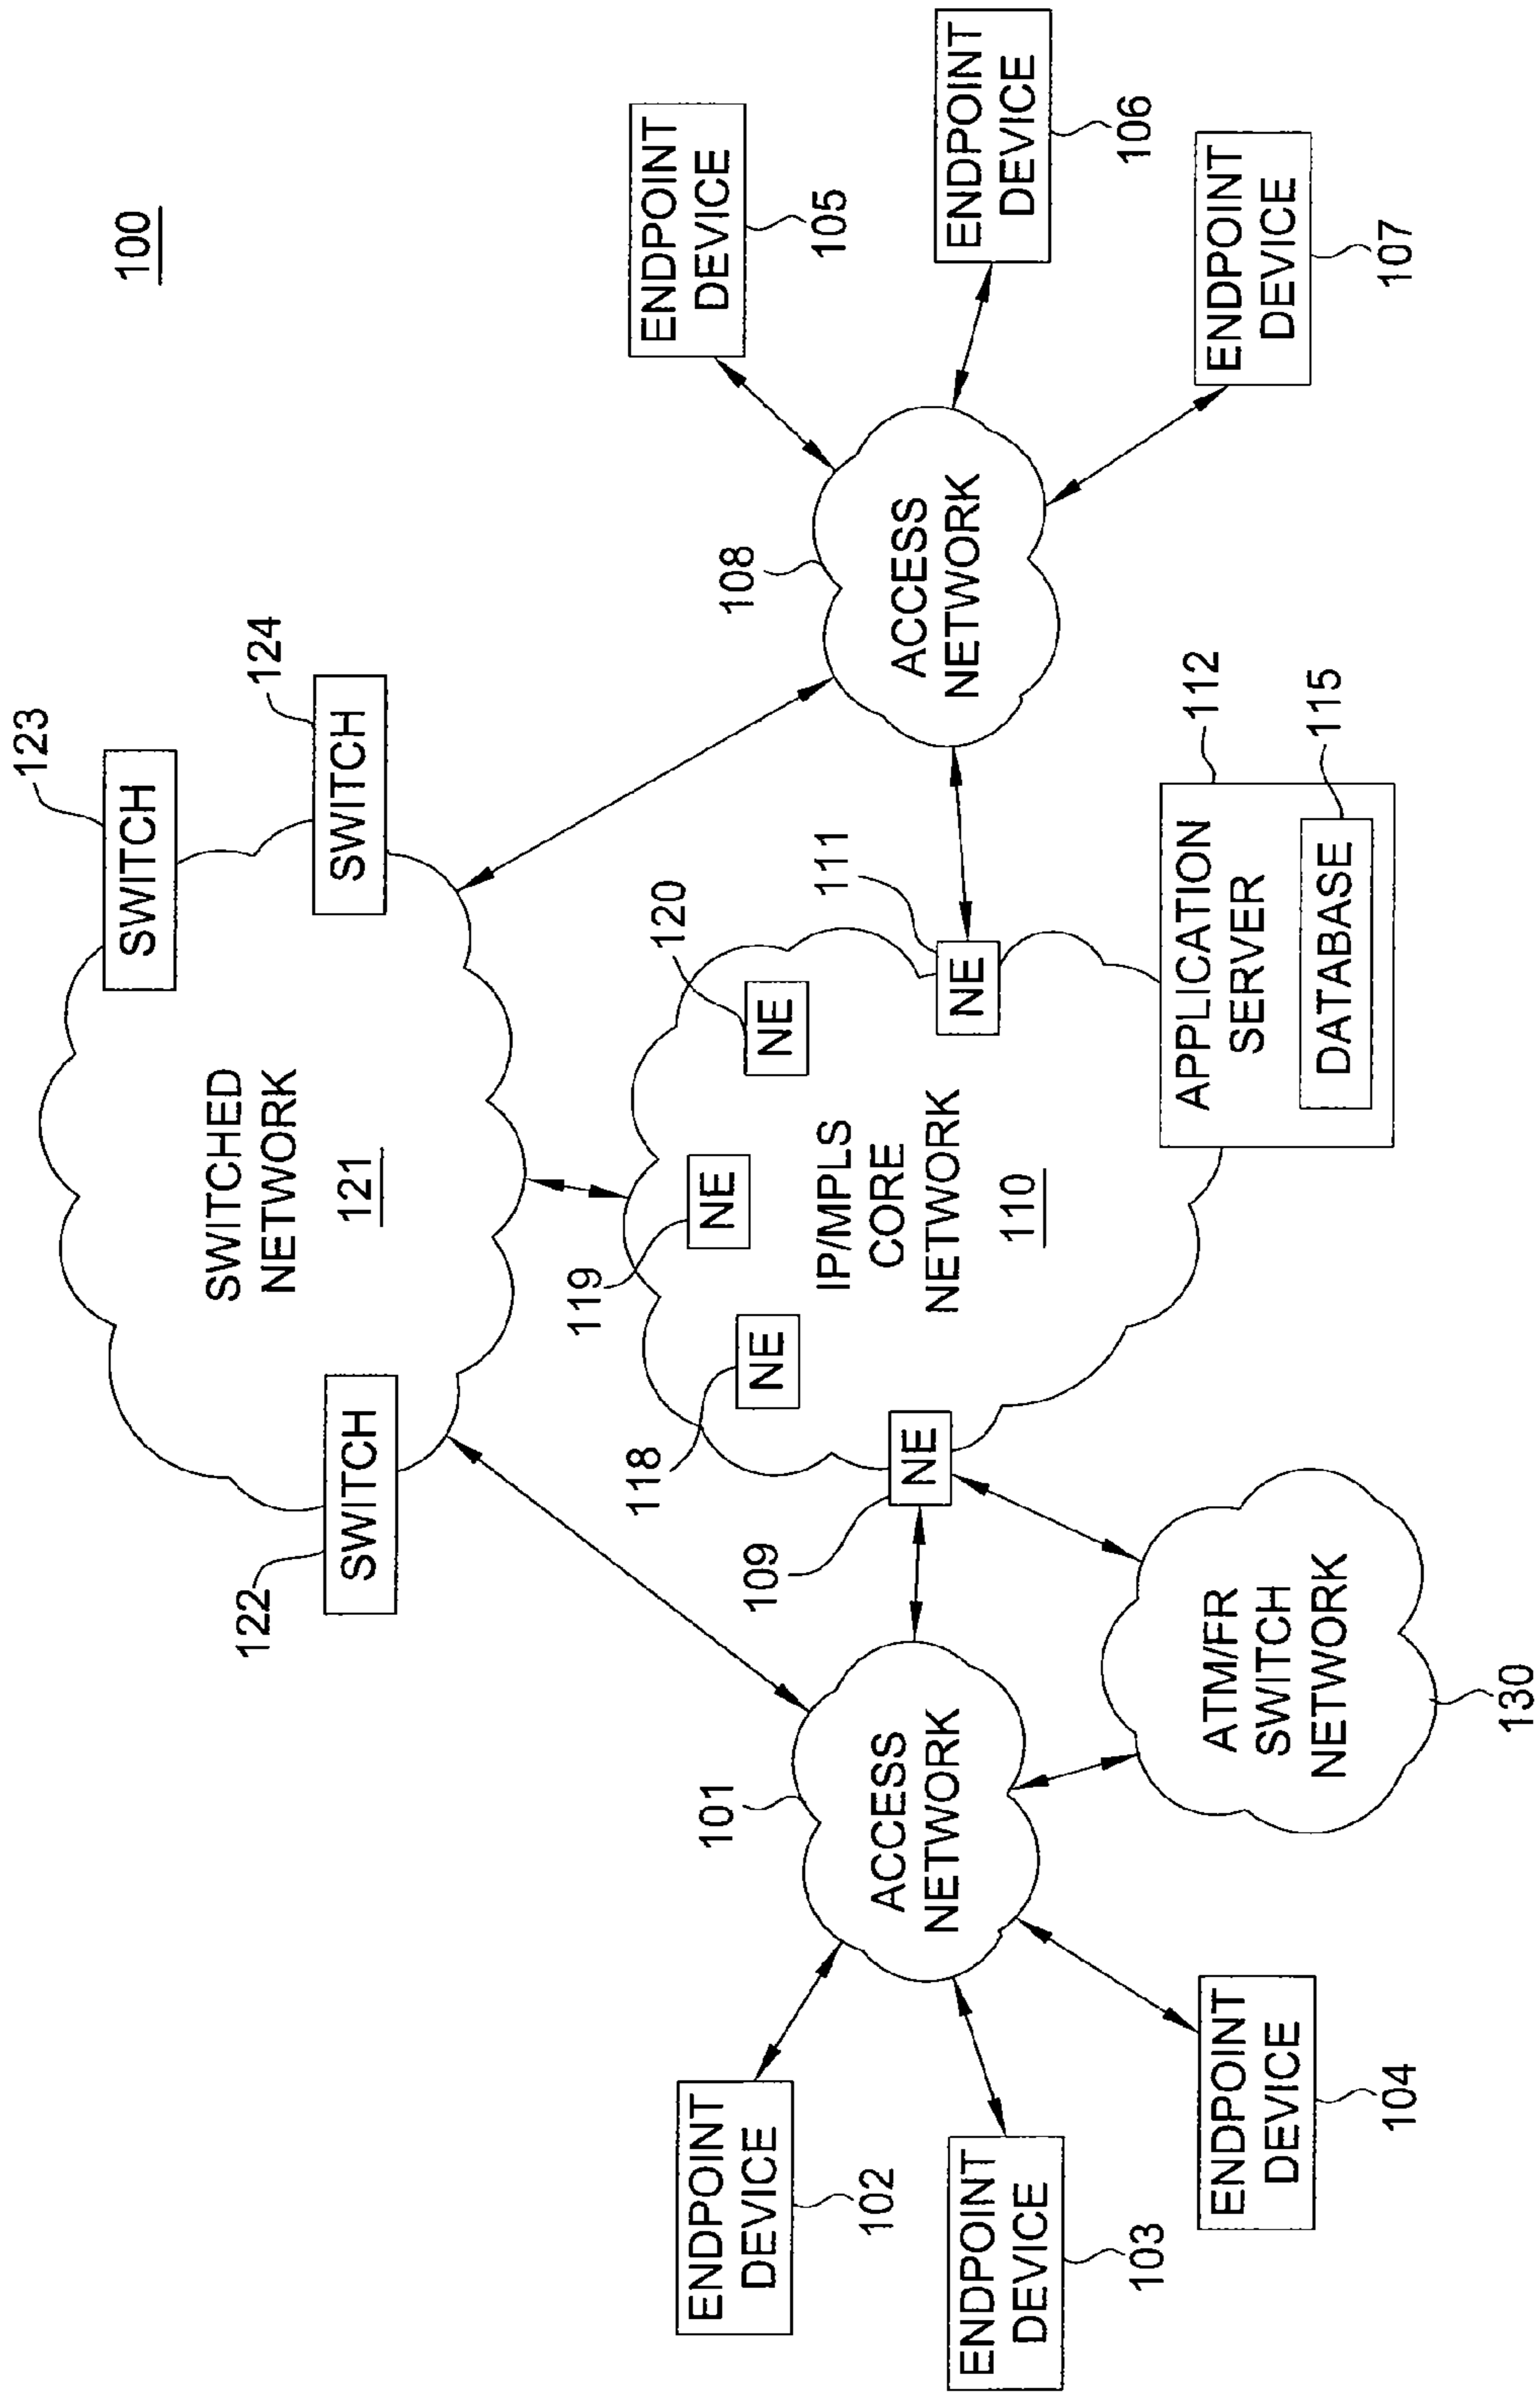 100
123
SWITCH
124
SWITCH
SWITCHED
NETWORK
121
122
SWITCH
ENDPOINT
DEVICE
102
ENDPOINT
DEVICE
103
ENDPOINT
DEVICE
104
101
ACCESS
NETWORK
109
NE
118
NE
119
NE
120
NE
111
NE
IP/MPLS
CORE
NETWORK
110
ATM/FR
SWITCH
NETWORK
130
APPLICATION
SERVER
112
DATABASE
115
108
ACCESS
NETWORK
ENDPOINT
DEVICE
105
ENDPOINT
DEVICE
106
ENDPOINT
DEVICE
107